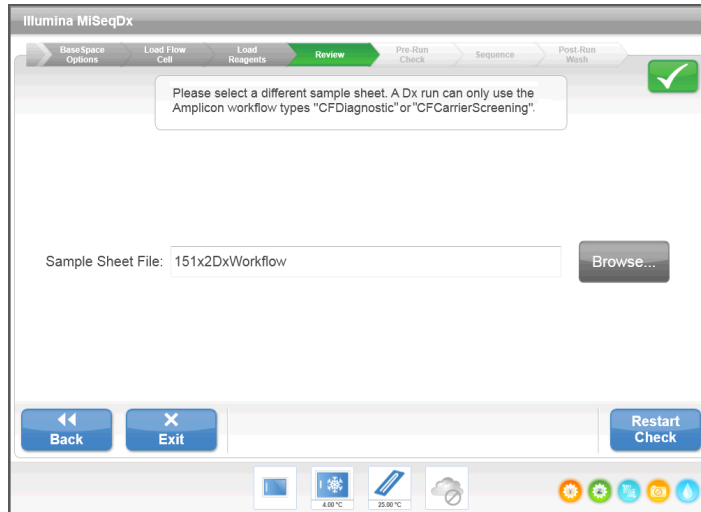 Illumina MiSeqDx
BaseSpace Options
Load Flow Cell
Load Reagents
Review
Pre-Run Check
Sequence
Post-Run Wash
Please select a different sample sheet. A Dx run can only use the
Amplicon workflow types "CFDiagnostic" or "CFCarrierScreening".
Sample Sheet File:
151x2DxWorkflow
Browse...
Back
Exit
Restart Check
4.00 °C
25.00 °C